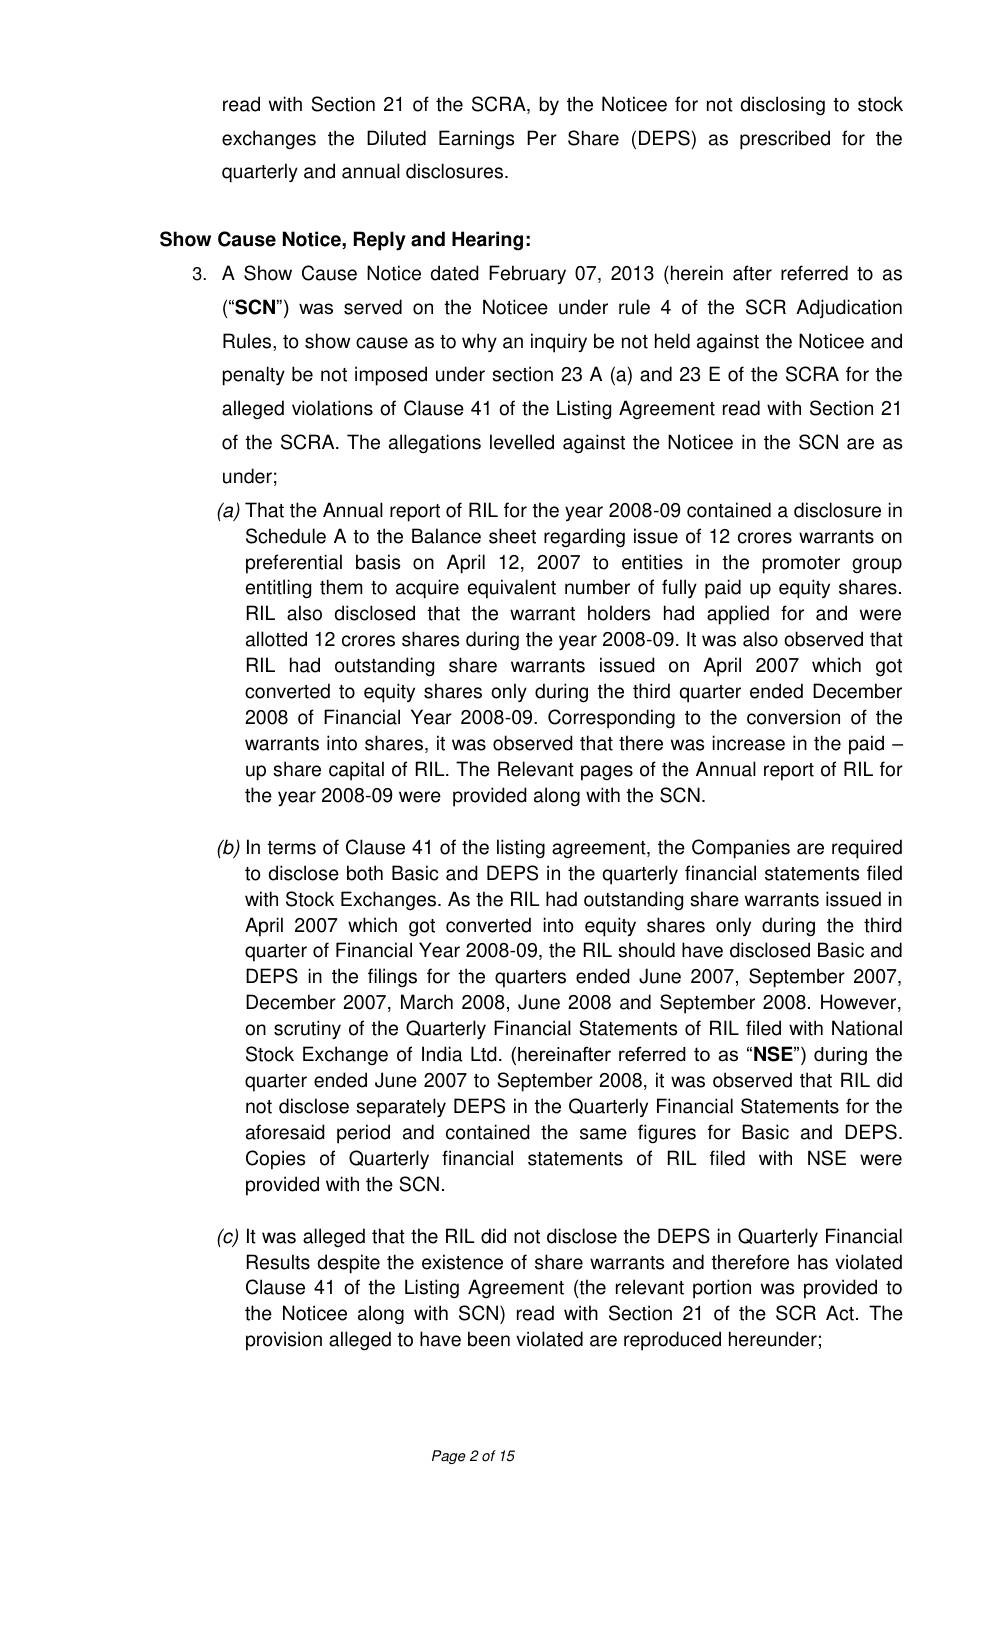 read with Section 21 of the SCRA, by the Noticee for not disclosing to stock
exchanges the Diluted Earnings Per Share (DEPS) as prescribed for the
quarterly and annual disclosures.
Show Cause Notice, Reply and Hearing:
3. A Show Cause Notice dated February 07, 2013 (herein after referred to as
(“SCN”) was served on the Noticee under rule 4 of the SCR Adjudication
Rules, to show cause as to why an inquiry be not held against the Noticee and
penalty be not imposed under section 23 A (a) and 23 E of the SCRA for the
alleged violations of Clause 41 of the Listing Agreement read with Section 21
of the SCRA. The allegations levelled against the Noticee in the SCN are as
under;
(a) That the Annual report of RIL for the year 2008-09 contained a disclosure in
Schedule A to the Balance sheet regarding issue of 12 crores warrants on
preferential basis on April 12, 2007 to entities in the promoter group
entitling them to acquire equivalent number of fully paid up equity shares.
RIL also disclosed that the warrant holders had applied for and were
allotted 12 crores shares during the year 2008-09. It was also observed that
RIL had outstanding share warrants issued on April 2007 which got
converted to equity shares only during the third quarter ended December
2008 of Financial Year 2008-09. Corresponding to the conversion of the
warrants into shares, it was observed that there was increase in the paid –
up share capital of RIL. The Relevant pages of the Annual report of RIL for
the year 2008-09 were  provided along with the SCN.
(b) In terms of Clause 41 of the listing agreement, the Companies are required
to disclose both Basic and DEPS in the quarterly financial statements filed
with Stock Exchanges. As the RIL had outstanding share warrants issued in
April 2007 which got converted into equity shares only during the third
quarter of Financial Year 2008-09, the RIL should have disclosed Basic and
DEPS in the filings for the quarters ended June 2007, September 2007,
December 2007, March 2008, June 2008 and September 2008. However,
on scrutiny of the Quarterly Financial Statements of RIL filed with National
Stock Exchange of India Ltd. (hereinafter referred to as “NSE”) during the
quarter ended June 2007 to September 2008, it was observed that RIL did
not disclose separately DEPS in the Quarterly Financial Statements for the
aforesaid period and contained the same figures for Basic and DEPS.
Copies of Quarterly financial statements of RIL filed with NSE were
provided with the SCN.
(c) It was alleged that the RIL did not disclose the DEPS in Quarterly Financial
Results despite the existence of share warrants and therefore has violated
Clause 41 of the Listing Agreement (the relevant portion was provided to
the Noticee along with SCN) read with Section 21 of the SCR Act. The
provision alleged to have been violated are reproduced hereunder;
Page 2 of 15